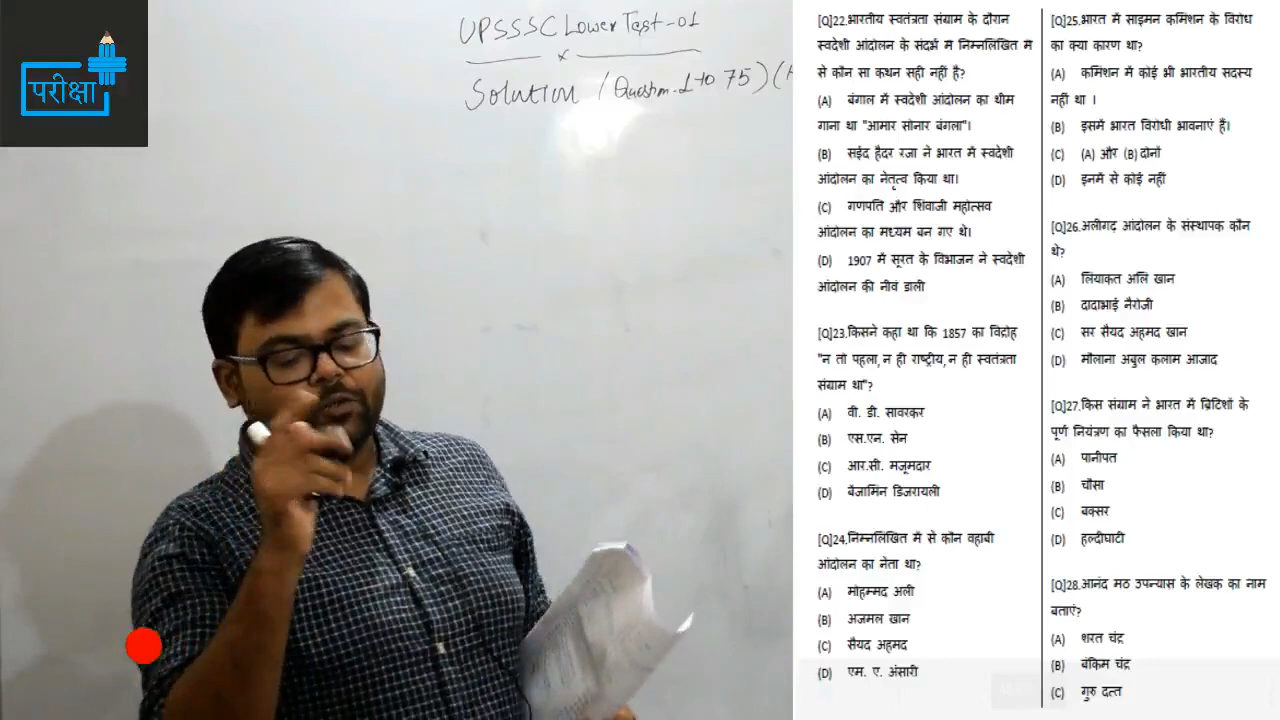 परीक्षा
UPSSSC Lower Test-01
x
Solution / Question-1 to 75) (
[Q]22.भारतीय स्वतंत्रता संग्राम के दौरान
स्वदेशी आंदोलन के संदर्भ में निम्नलिखित में
से कौन सा कथन सही नहीं है?
(A) बंगाल में स्वदेशी आंदोलन का थीम
गाना था "आमार सोनार बंगला"।
(B) सईद हैदर रजा ने भारत में स्वदेशी
आंदोलन का नेतृत्व किया था।
(C) गणपति और शिवाजी महोत्सव
आंदोलन का मध्यम बन गए थे।
(D) 1907 में सूरत के विभाजन ने स्वदेशी
आंदोलन की नीवं डाली
[Q]23.किसने कहा था कि 1857 का विद्रोह
"न तो पहला, न ही राष्ट्रीय, न ही स्वतंत्रता
संग्राम था"?
(A) वी. डी. सावरकर
(B) एस.एन. सेन
(C) आर.सी. मजूमदार
(D) बेंजामिन डिजरायली
[Q]24.निम्नलिखित में से कौन वहाबी
आंदोलन का नेता था?
(A) मोहम्मद अली
(B) अजमल खान
(C) सैयद अहमद
(D) एम. ए. अंसारी
[Q]25.भारत में साइमन कमिशन के विरोध
का क्या कारण था?
(A) कमिशन में कोई भी भारतीय सदस्य
नहीं था ।
(B) इसमें भारत विरोधी भावनाएं हैं।
(C) (A) और (B) दोनों
(D) इनमें से कोई नहीं
[Q]26.अलीगढ़ आंदोलन के संस्थापक कौन
थे?
(A) लियाकत अलि खान
(B) दादाभाई नैरोजी
(C) सर सैयद अहमद खान
(D) मौलाना अबुल कलाम आजाद
[Q]27.किस संग्राम ने भारत में ब्रिटिशों के
पूर्ण नियंत्रण का फैसला किया था?
(A) पानीपत
(B) चौसा
(C) बक्सर
(D) हल्दीघाटी
[Q]28.आनंद मठ उपन्यास के लेखक का नाम
बताएं?
(A) शरत चंद्र
(B) बंकिम चंद्र
(C) गुरु दत्त